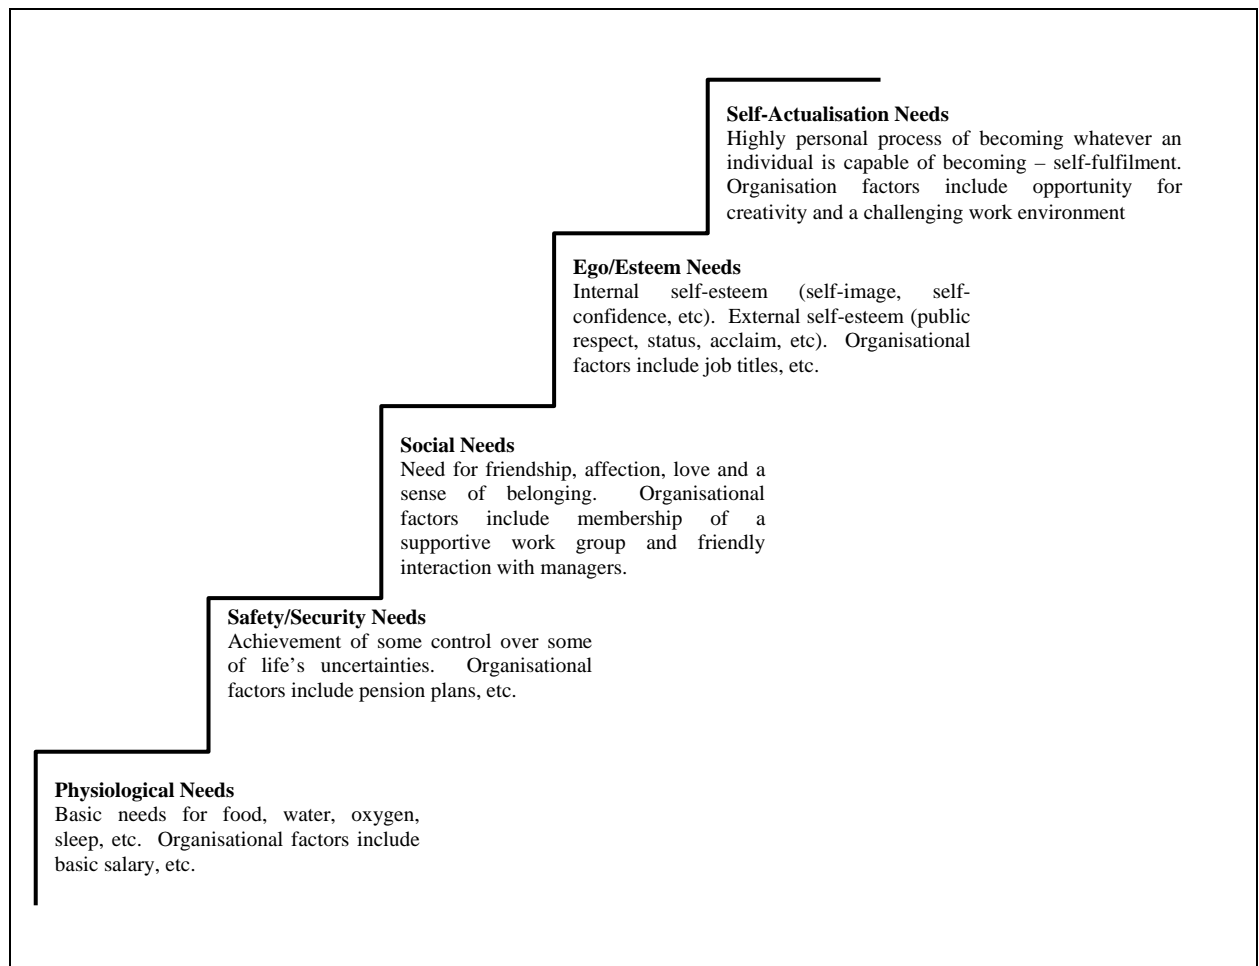 Self-Actualisation Needs
Highly personal process of becoming whatever an
individual is capable of becoming – self-fulfilment.
Organisation factors include opportunity for
creativity and a challenging work environment
Ego/Esteem Needs
Internal self-esteem (self-image, self-
confidence, etc). External self-esteem (public
respect, status, acclaim, etc). Organisational
factors include job titles, etc.
Social Needs
Need for friendship, affection, love and a
sense of belonging. Organisational
factors include membership of a
supportive work group and friendly
interaction with managers.
Safety/Security Needs
Achievement of some control over some
of life’s uncertainties. Organisational
factors include pension plans, etc.
Physiological Needs
Basic needs for food, water, oxygen,
sleep, etc. Organisational factors include
basic salary, etc.